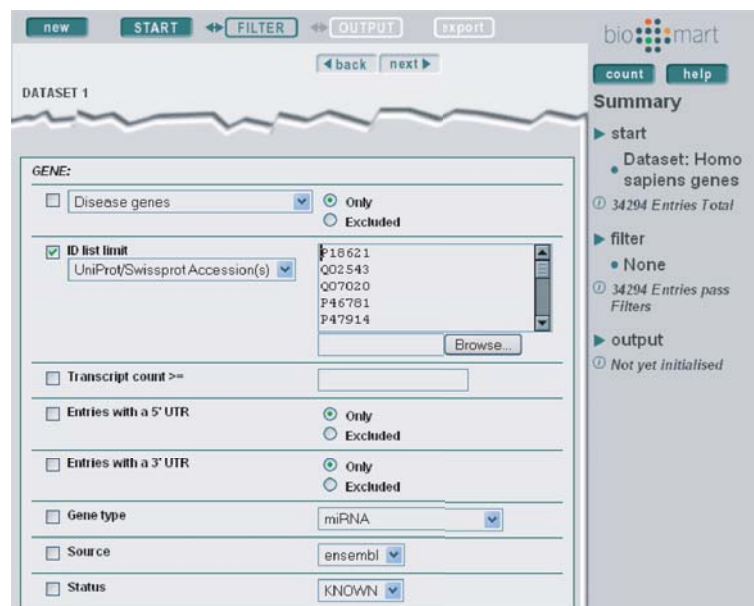 new START FILTER OUTPUT export
back next
DATASET 1
GENE:
Disease genes
Only
Excluded
ID list limit
UniProt/Swissprot Accession(s)
P18621
Q02543
Q07020
P46781
P47914
Browse...
Transcript count >=
Entries with a 5' UTR
Only
Excluded
Entries with a 3' UTR
Only
Excluded
Gene type
miRNA
Source
ensembl
Status
KNOWN
bio mart
count help
Summary
start
Dataset: Homo
sapiens genes
34294 Entries Total
filter
None
34294 Entries pass
Filters
output
Not yet initialised